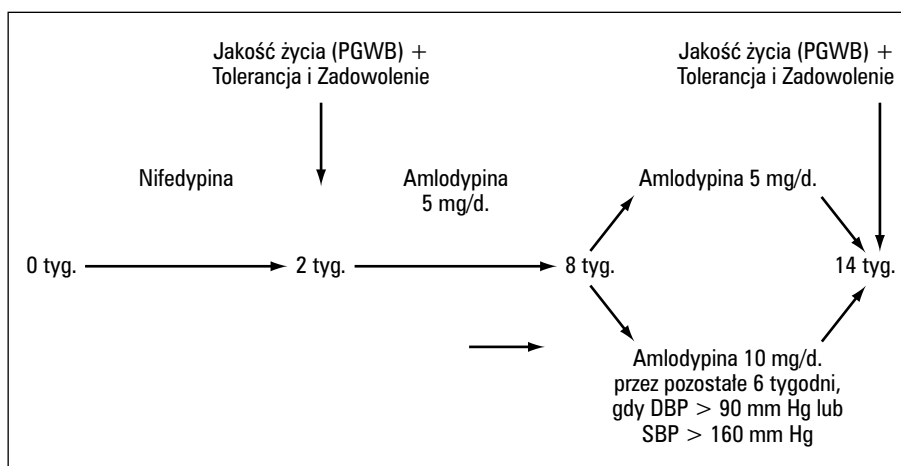 Jakość życia (PGWB) +
Tolerancja i Zadowolenie
Jakość życia (PGWB) +
Tolerancja i Zadowolenie
Nifedypina
Amlodypina
5 mg/d.
Amlodypina 5 mg/d.
0 tyg.
2 tyg.
8 tyg.
14 tyg.
Amlodypina 10 mg/d.
przez pozostałe 6 tygodni,
gdy DBP > 90 mm Hg lub
SBP > 160 mm Hg